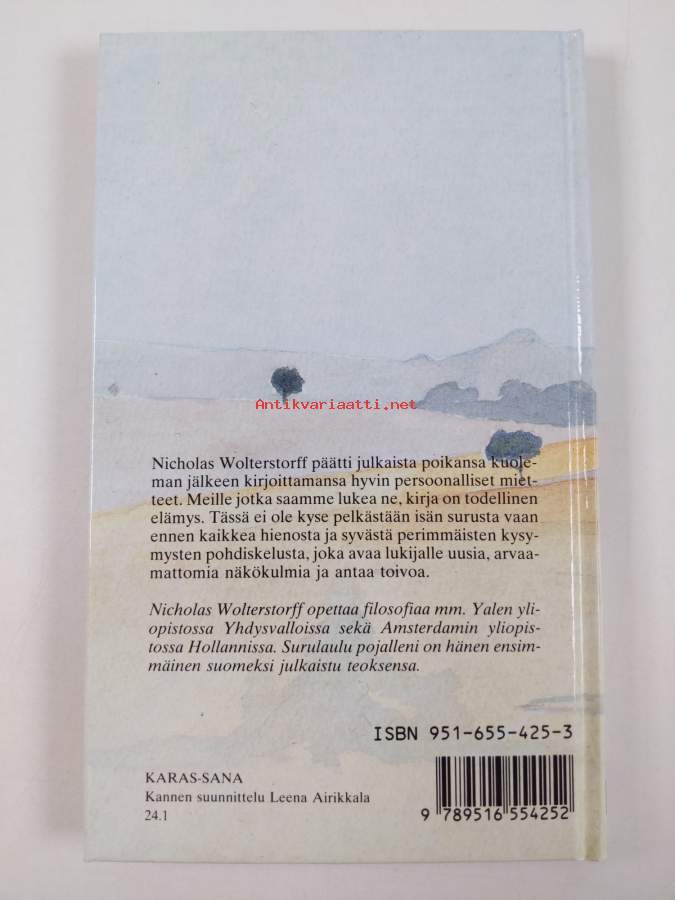 Antikvariaatti.net
Nicholas Wolterstorff päätti julkaista poikansa kuole-
man jälkeen kirjoittamansa hyvin persoonalliset miet-
teet. Meille jotka saamme lukea ne, kirja on todellinen
elämys. Tässä ei ole kyse pelkästään isän surusta vaan
ennen kaikkea hienosta ja syvästä perimmäisten kysy-
mysten pohdiskelusta, joka avaa lukijalle uusia, arvaa-
mattomia näkökulmia ja antaa toivoa.
Nicholas Wolterstorff opettaa filosofiaa mm. Yalen yli-
opistossa Yhdysvalloissa sekä Amsterdamin yliopis-
tossa Hollannissa. Surulaulu pojalleni on hänen ensim-
mäinen suomeksi julkaistu teoksensa.
ISBN 951-655-425-3
KARAS-SANA
Kannen suunnittelu Leena Airikkala
24.1
9 789516 554252